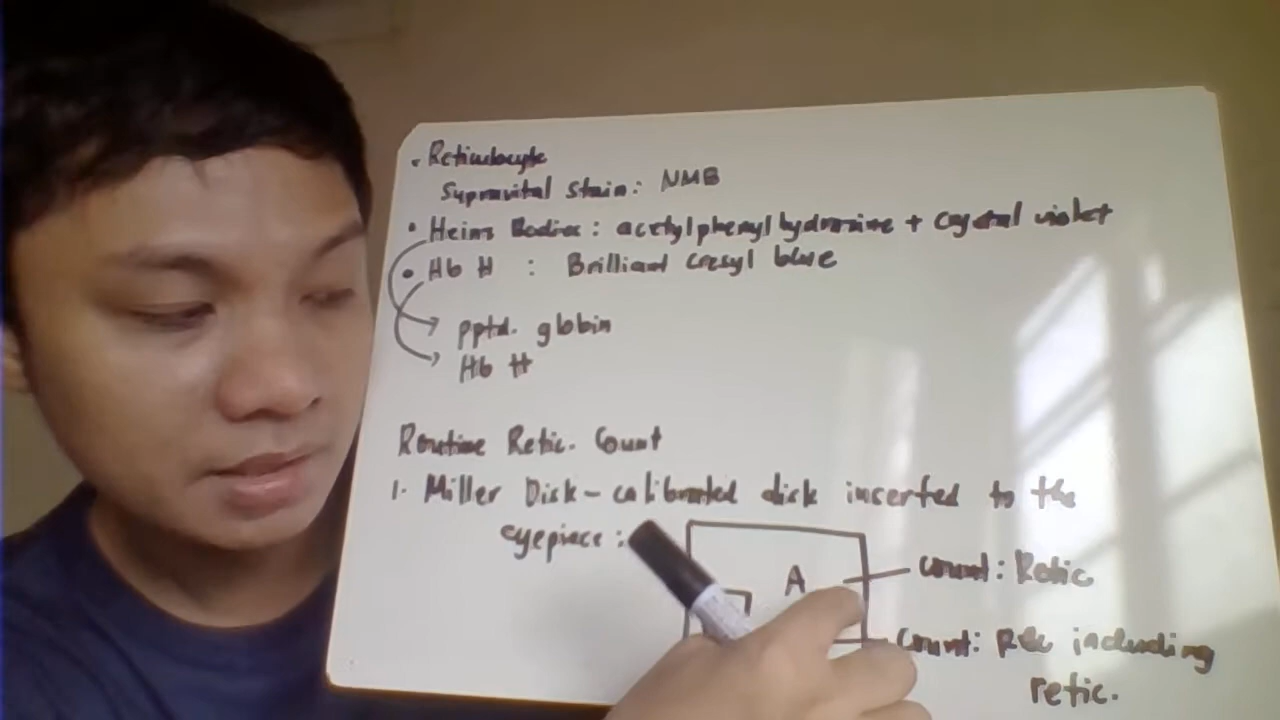 • Reticulocyte
Supravital Stain: NMB
• Heinz Bodies : acetylphenylhydrazine + crystal violet
• Hb H : Brilliant cresyl blue
pptd. globin
Hb H
Routine Retic. Count
1. Miller Disk - calibrated disk inserted to the
eyepiece :
A
count: Retic
count: RBC including
retic.